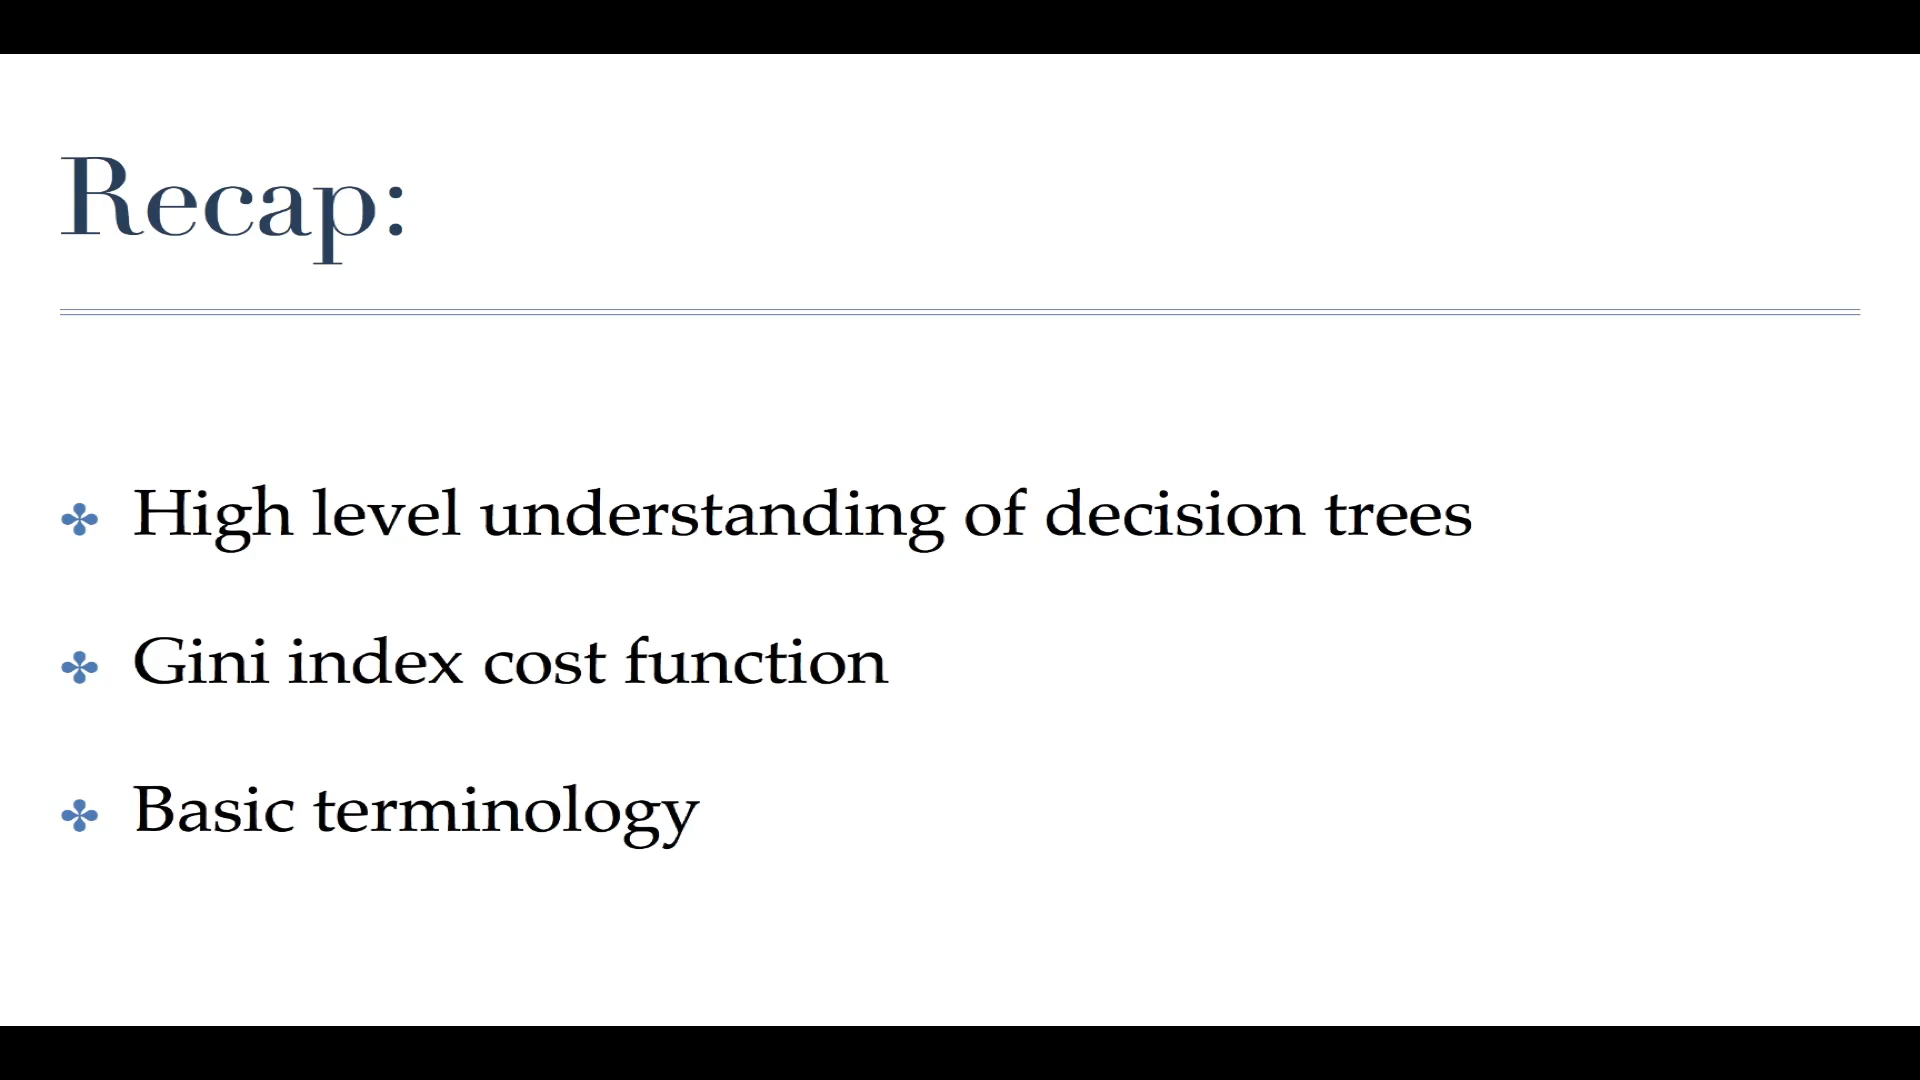 Recap:
High level understanding of decision trees
Gini index cost function
Basic terminology